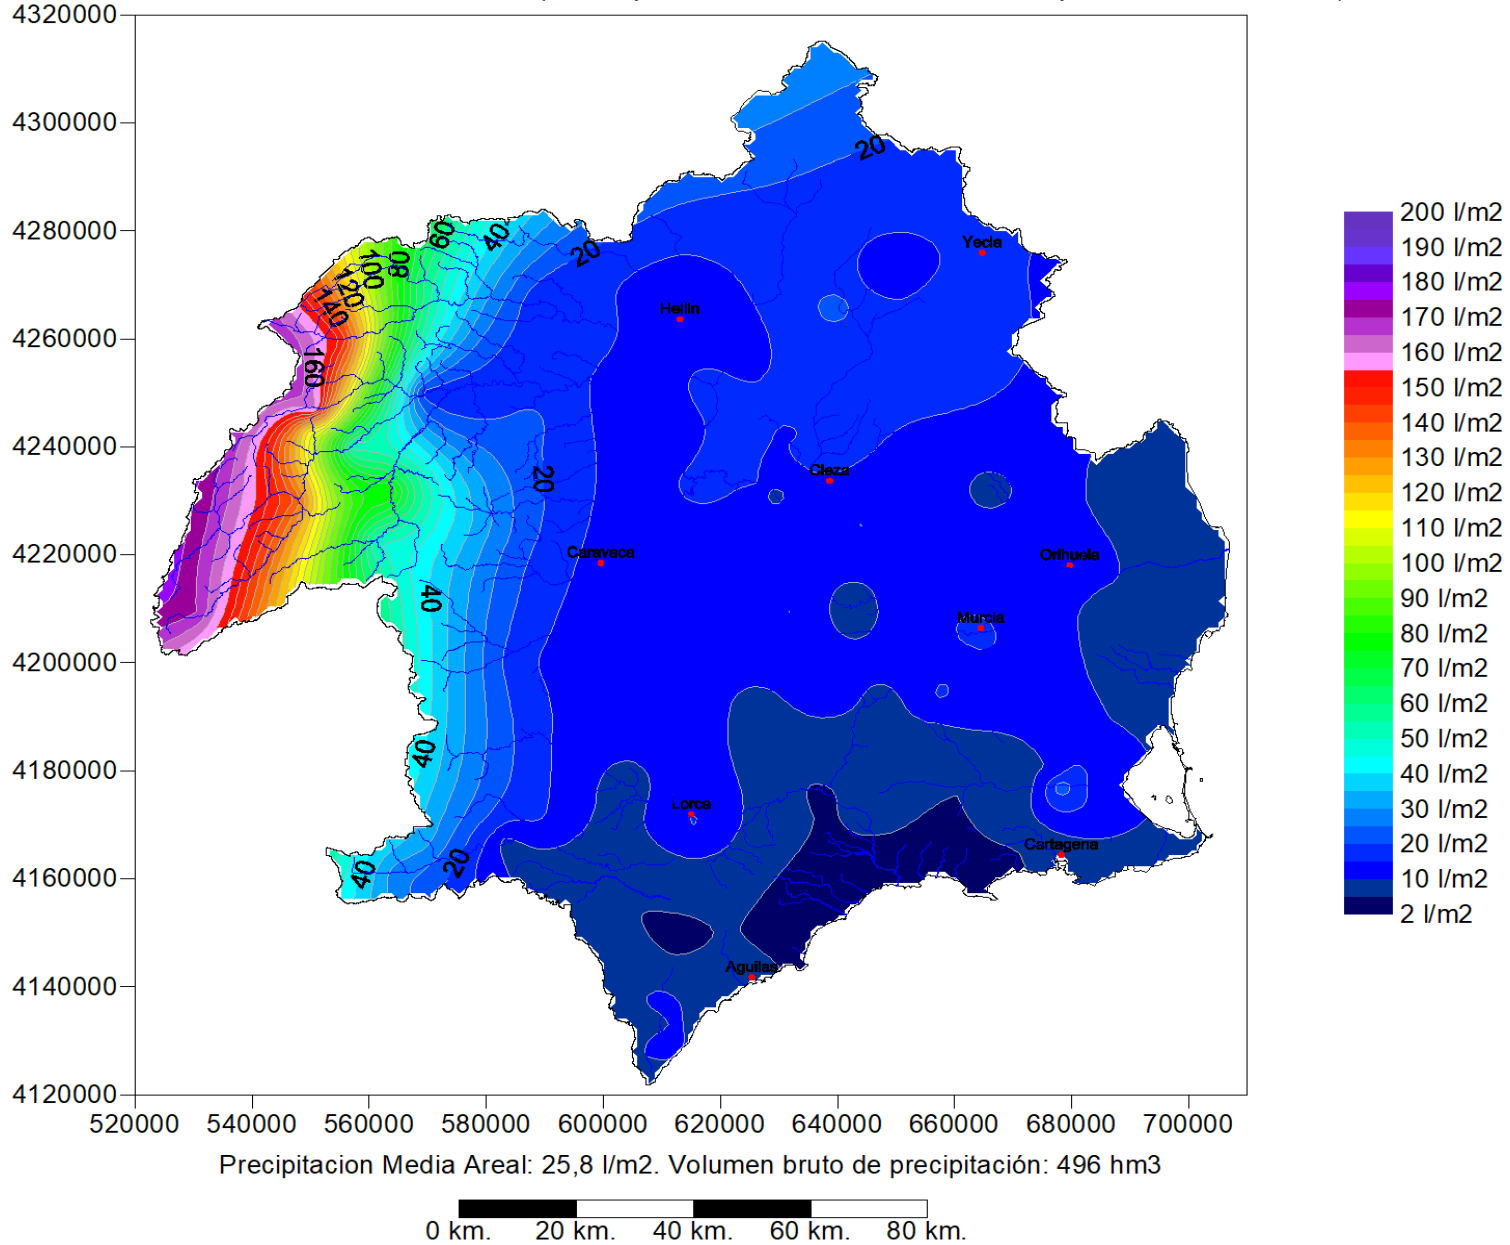 4320000
4300000
4280000
4260000
4240000
4220000
4200000
4180000
4160000
4140000
4120000
520000 540000 560000 580000 600000 620000 640000 660000 680000 700000
20
60
40
20
80
100
120
140
160
20
40
40
40
20
Yecla
Hellin
Cieza
Caravaca
Orihuela
Murcia
Lorca
Cartagena
Aguilas
200 l/m2
190 l/m2
180 l/m2
170 l/m2
160 l/m2
150 l/m2
140 l/m2
130 l/m2
120 l/m2
110 l/m2
100 l/m2
90 l/m2
80 l/m2
70 l/m2
60 l/m2
50 l/m2
40 l/m2
30 l/m2
20 l/m2
10 l/m2
2 l/m2
Precipitacion Media Areal: 25,8 l/m2. Volumen bruto de precipitación: 496 hm3
0 km. 20 km. 40 km. 60 km. 80 km.